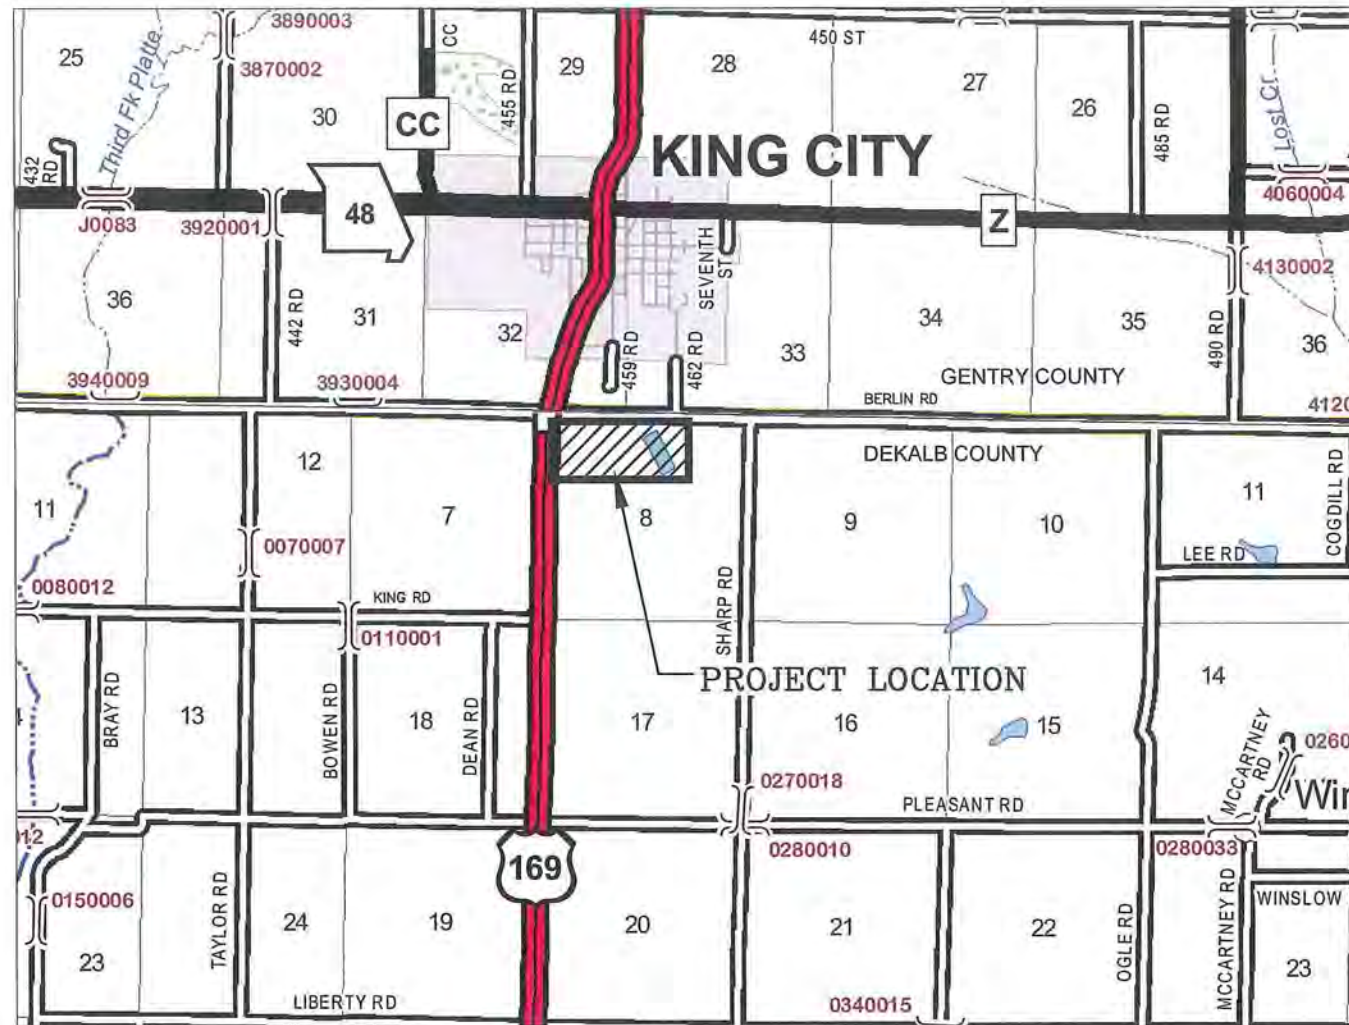 3890003
25
Third Fk Platte
3870002
CC
455 RD
29
450 ST
28
27
26
485 RD
Lost Cr.
30
CC
KING CITY
432
RD
4060004
J0083
3920001
48
Z
SEVENTH
ST
4130002
36
442 RD
31
32
459 RD
462 RD
33
34
35
490 RD
36
3940009
3930004
GENTRY COUNTY
BERLIN RD
4120
DEKALB COUNTY
12
11
7
8
9
10
11
COGDILL RD
0070007
LEE RD
0080012
KING RD
SHARP RD
0110001
PROJECT LOCATION
14
BRAY RD
13
BOWEN RD
18
DEAN RD
17
16
15
MCCARTNEY
RD
0260
0270018
PLEASANT RD
Win
12
169
0280010
0280033
0150006
WINSLOW
TAYLOR RD
24
19
20
21
22
OGLE RD
MCCARTNEY RD
23
23
LIBERTY RD
0340015